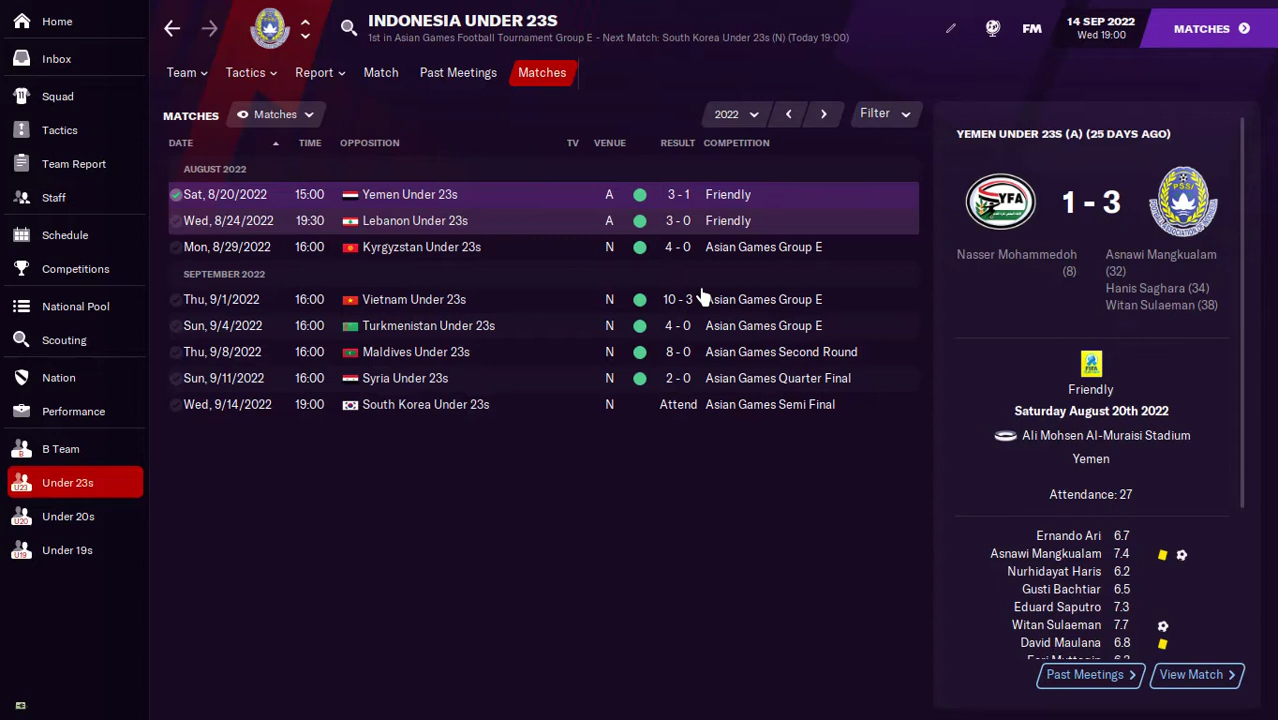 Home
Inbox
Squad
Tactics
Team Report
Staff
Schedule
Competitions
National Pool
Scouting
Nation
Performance
B Team
Under 23s
Under 20s
Under 19s
INDONESIA UNDER 23S
1st in Asian Games Football Tournament Group E - Next Match: South Korea Under 23s (N) (Today 19:00)
FM
14 SEP 2022
Wed 19:00
MATCHES
Team
Tactics
Report
Match
Past Meetings
Matches
MATCHES
Matches
2022
Filter
DATE TIME OPPOSITION TV VENUE RESULT COMPETITION
AUGUST 2022
Sat, 8/20/2022 15:00 Yemen Under 23s A 3 - 1 Friendly
Wed, 8/24/2022 19:30 Lebanon Under 23s A 3 - 0 Friendly
Mon, 8/29/2022 16:00 Kyrgyzstan Under 23s N 4 - 0 Asian Games Group E
SEPTEMBER 2022
Thu, 9/1/2022 16:00 Vietnam Under 23s N 10 - 3 Asian Games Group E
Sun, 9/4/2022 16:00 Turkmenistan Under 23s N 4 - 0 Asian Games Group E
Thu, 9/8/2022 16:00 Maldives Under 23s N 8 - 0 Asian Games Second Round
Sun, 9/11/2022 16:00 Syria Under 23s N 2 - 0 Asian Games Quarter Final
Wed, 9/14/2022 19:00 South Korea Under 23s N Attend Asian Games Semi Final
YEMEN UNDER 23S (A) (25 DAYS AGO)
YFA
1 - 3
PSSI
Nasser Mohammedoh
(8)
Asnawi Mangkualam
(32)
Hanis Saghara (34)
Witan Sulaeman (38)
Friendly
Saturday August 20th 2022
Ali Mohsen Al-Muraisi Stadium
Yemen
Attendance: 27
Ernando Ari 6.7
Asnawi Mangkualam 7.4
Nurhidayat Haris 6.2
Gusti Bachtiar 6.5
Eduard Saputro 7.3
Witan Sulaeman 7.7
David Maulana 6.8
Past Meetings
View Match